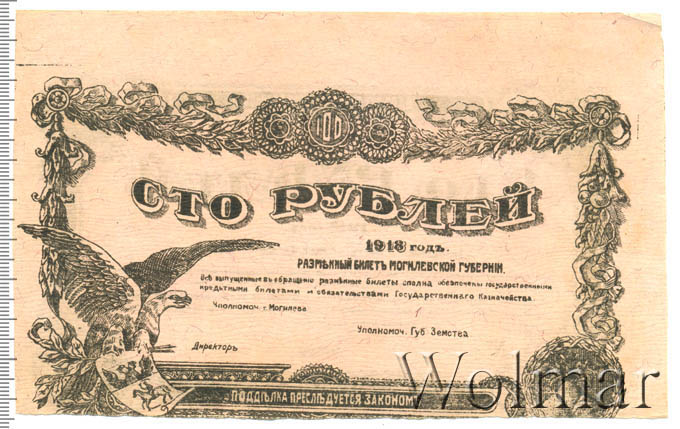 100
СТО РУБЛЕЙ
1918 годъ.
РАЗМѢННЫЙ БИЛЕТЪ МОГИЛЕВСКОЙ ГУБЕРНІИ.
Всѣ выпущенные въ обращеніе размѣнные билеты сполна обезпечены государственными
кредитными билетами и обязательствами Государственнаго Казначейства.
Уполномоч. г. Могилева
Уполномоч. Губ. Земства
Директоръ
ПОДДѢЛКА ПРЕСЛѢДУЕТСЯ ЗАКОНОМ
Wolmar